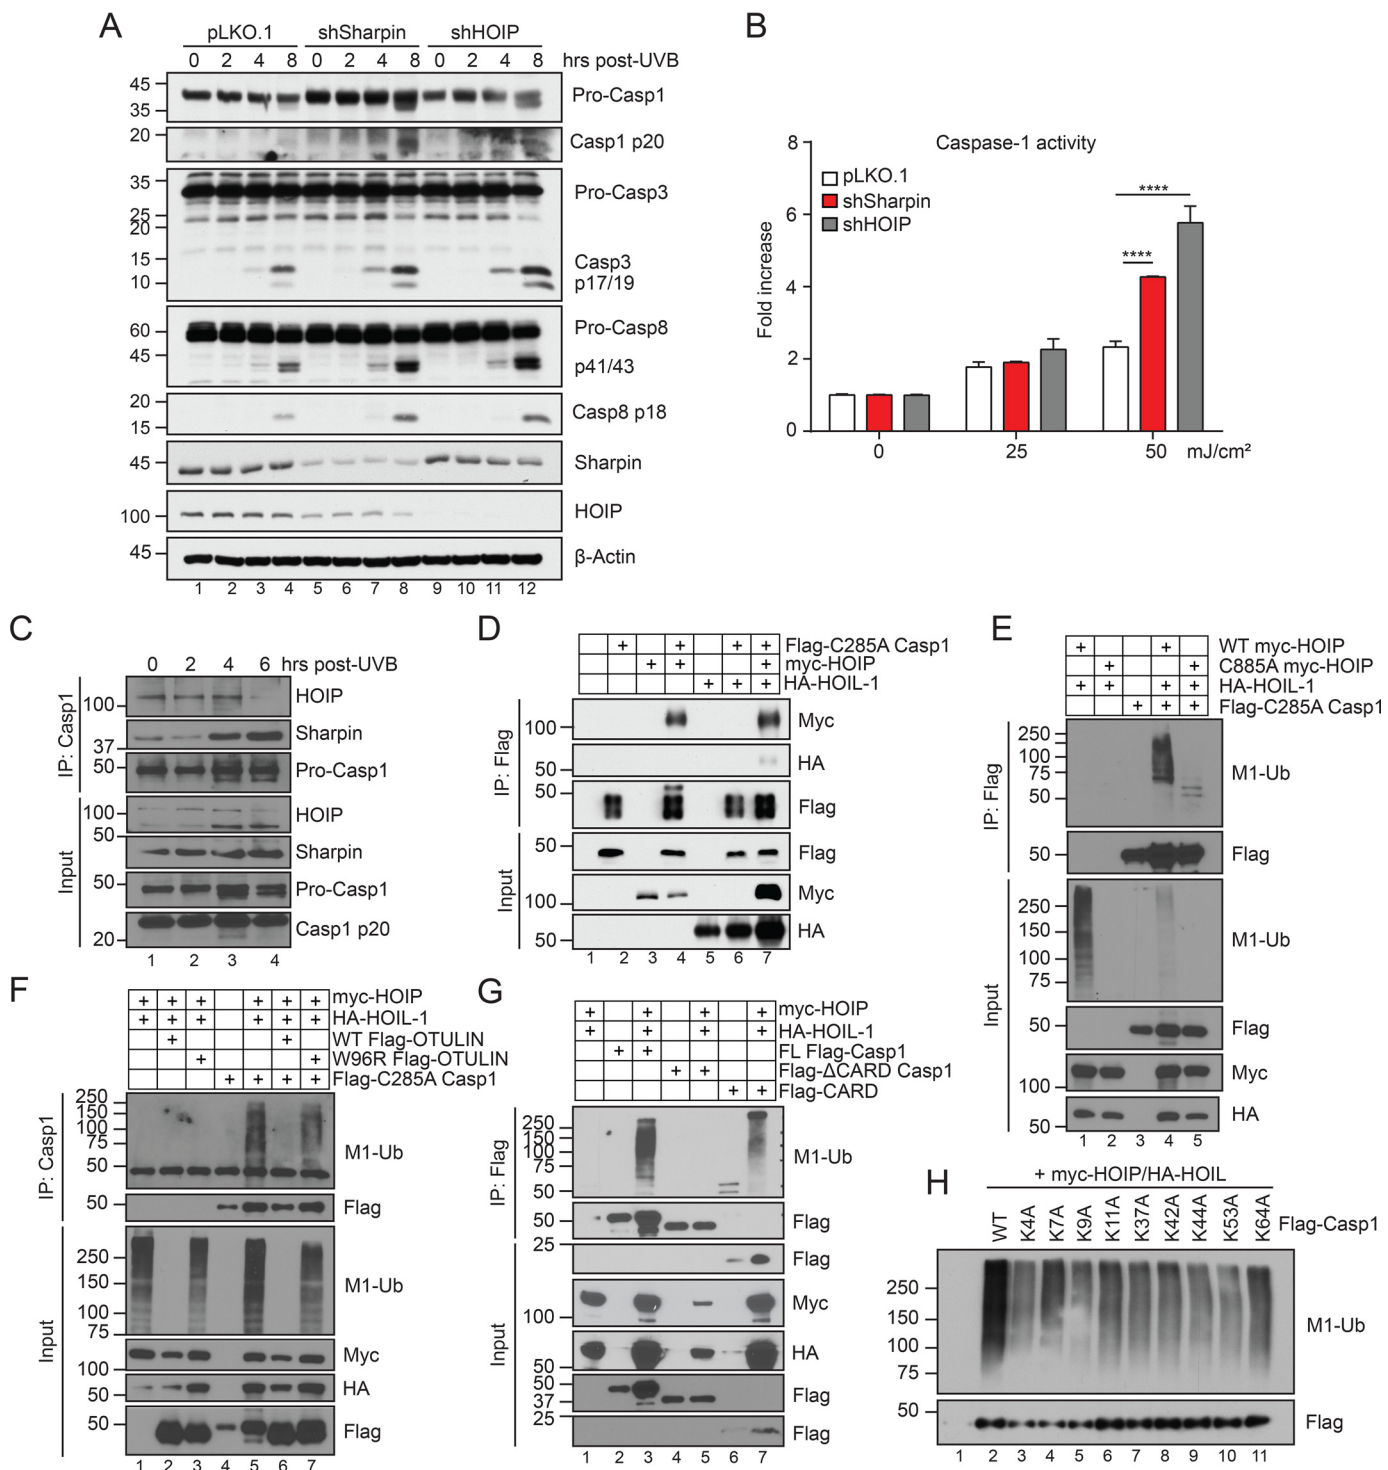 A
pLKO.1 shSharpin shHOIP
0 2 4 8 0 2 4 8 0 2 4 8 hrs post-UVB
45
35
Pro-Casp1
20
Casp1 p20
35
25
20
15
10
Pro-Casp3
Casp3
p17/19
60
45
Pro-Casp8
p41/43
20
15
Casp8 p18
45
Sharpin
100
HOIP
45
β-Actin
1 2 3 4 5 6 7 8 9 10 11 12
B
Caspase-1 activity
pLKO.1
shSharpin
shHOIP
Fold increase
8
6
4
2
0
****
****
0 25 50 mJ/cm²
C
0 2 4 6 hrs post-UVB
IP: Casp1
100
HOIP
37
Sharpin
50
Pro-Casp1
Input
100
50
HOIP
Sharpin
50
Pro-Casp1
20
Casp1 p20
1 2 3 4
D
+ + + + Flag-C285A Casp1
+ + + myc-HOIP
+ + + HA-HOIL-1
IP: Flag
100
Myc
50
HA
50
Flag
Input
50
Flag
100
Myc
50
HA
1 2 3 4 5 6 7
E
+ + WT myc-HOIP
+ + C885A myc-HOIP
+ + + + HA-HOIL-1
+ + + Flag-C285A Casp1
IP: Flag
250
100
75
50
M1-Ub
50
Flag
Input
250
150
100
75
M1-Ub
50
Flag
100
Myc
50
HA
1 2 3 4 5
F
+ + + + + + myc-HOIP
+ + + + + + HA-HOIL-1
+ + WT Flag-OTULIN
+ + W96R Flag-OTULIN
+ + + + Flag-C285A Casp1
IP: Casp1
250
150
100
75
50
M1-Ub
50
Flag
Input
250
150
100
75
M1-Ub
100
Myc
50
HA
50
Flag
1 2 3 4 5 6 7
G
+ + + + myc-HOIP
+ + + + HA-HOIL-1
+ + FL Flag-Casp1
+ + Flag-ΔCARD Casp1
+ + Flag-CARD
IP: Flag
250
150
100
75
50
M1-Ub
50
Flag
25
Flag
Input
100
Myc
50
HA
50
37
Flag
25
Flag
1 2 3 4 5 6 7
H
+ myc-HOIP/HA-HOIL
WT K4A K7A K9A K11A K37A K42A K44A K53A K64A Flag-Casp1
250
150
100
75
M1-Ub
50
Flag
1 2 3 4 5 6 7 8 9 10 11